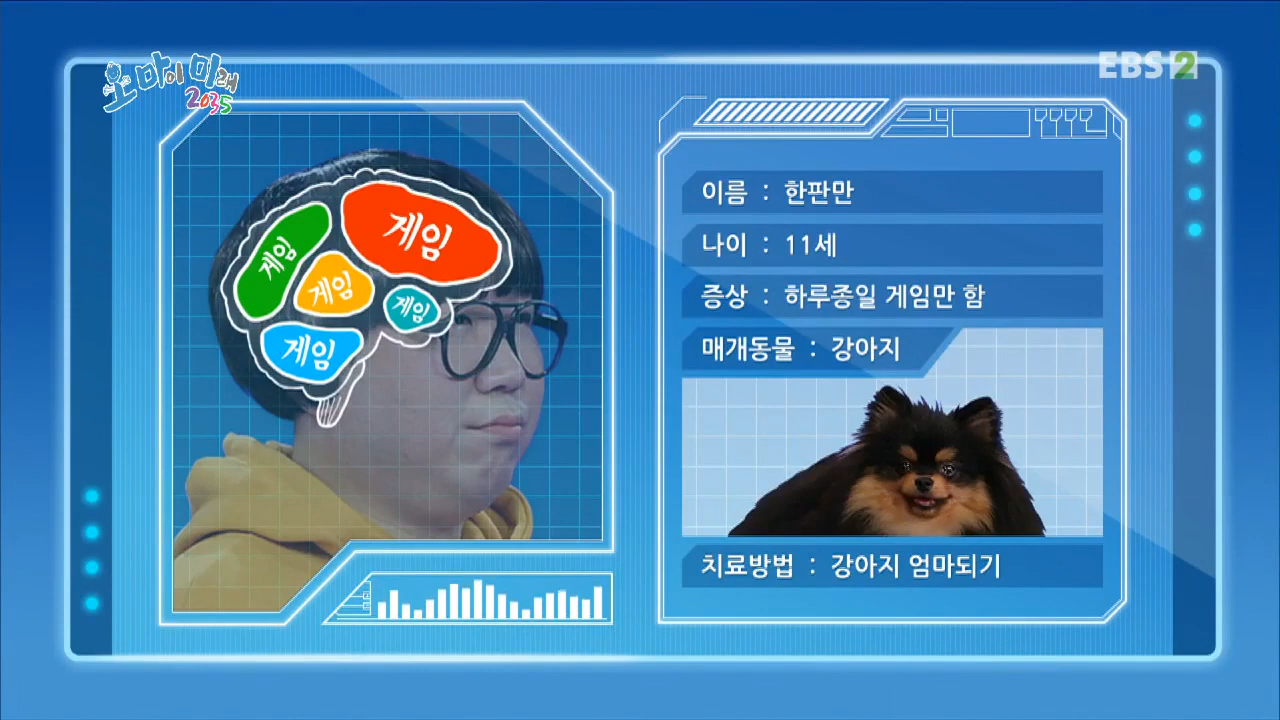 오 마이 미래
2035
EBS 2
게임
게임
게임
게임
게임
이름 : 한판만
나이 : 11세
증상 : 하루종일 게임만 함
매개동물 : 강아지
치료방법 : 강아지 엄마되기